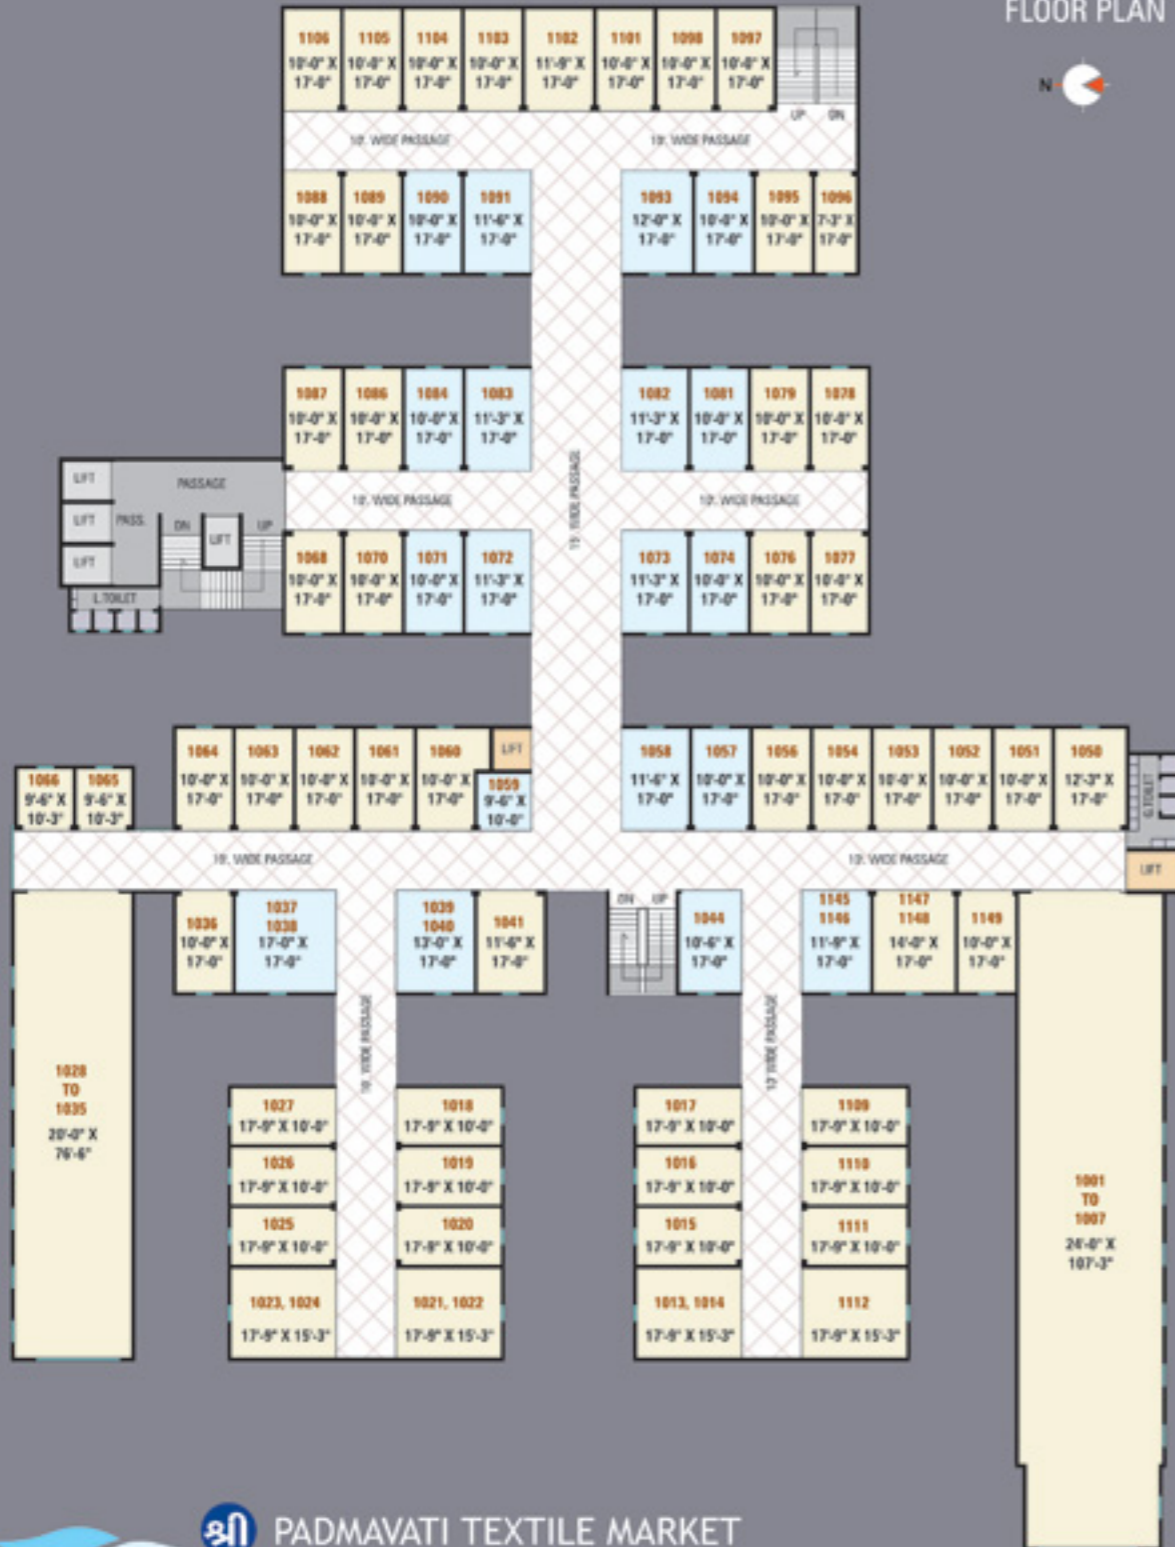 FLOOR PLAN
N
1106 1105 1104 1103 1102 1101 1098 1097
10'-0" X 10'-0" X 10'-0" X 10'-0" X 11'-9" X 10'-0" X 10'-0" X 10'-0" X
17'-0" 17'-0" 17'-0" 17'-0" 17'-0" 17'-0" 17'-0" 17'-0"
UP DN
10'. WIDE PASSAGE 10'. WIDE PASSAGE
1088 1089 1090 1091 1093 1094 1095 1096
10'-0" X 10'-0" X 10'-0" X 11'-6" X 12'-0" X 10'-0" X 10'-0" X 7'-3" X
17'-0" 17'-0" 17'-0" 17'-0" 17'-0" 17'-0" 17'-0" 17'-0"
1087 1086 1084 1083 1082 1081 1079 1078
10'-0" X 10'-0" X 10'-0" X 11'-3" X 11'-3" X 10'-0" X 10'-0" X 10'-0" X
17'-0" 17'-0" 17'-0" 17'-0" 17'-0" 17'-0" 17'-0" 17'-0"
LIFT PASSAGE
10'. WIDE PASSAGE 15'. WIDE PASSAGE 10'. WIDE PASSAGE
LIFT PASS. DN LIFT UP
LIFT
L.TOILET
1068 1070 1071 1072 1073 1074 1076 1077
10'-0" X 10'-0" X 10'-0" X 11'-3" X 11'-3" X 10'-0" X 10'-0" X 10'-0" X
17'-0" 17'-0" 17'-0" 17'-0" 17'-0" 17'-0" 17'-0" 17'-0"
1064 1063 1062 1061 1060 LIFT 1058 1057 1056 1054 1053 1052 1051 1050
10'-0" X 10'-0" X 10'-0" X 10'-0" X 10'-0" X 11'-6" X 10'-0" X 10'-0" X 10'-0" X 10'-0" X 10'-0" X 10'-0" X 12'-3" X
17'-0" 17'-0" 17'-0" 17'-0" 17'-0" 17'-0" 17'-0" 17'-0" 17'-0" 17'-0" 17'-0" 17'-0" 17'-0"
1066 1065 1059
9'-6" X 9'-6" X 9'-6" X
10'-3" 10'-3" 10'-0"
G.TOILET
10'. WIDE PASSAGE 10'. WIDE PASSAGE
LIFT
1036 1037 1039 1041 DN UP 1044 1145 1147 1149
1038 1040 1146 1148
10'-0" X 17'-0" X 13'-0" X 11'-6" X 10'-6" X 11'-9" X 14'-0" X 10'-0" X
17'-0" 17'-0" 17'-0" 17'-0" 17'-0" 17'-0" 17'-0" 17'-0"
10'. WIDE PASSAGE 10' WIDE PASSAGE
1028
TO
1035
20'-0" X
76'-6"
1027 1018 1017 1109
17'-9" X 10'-0" 17'-9" X 10'-0" 17'-9" X 10'-0" 17'-9" X 10'-0"
1026 1019 1016 1110
17'-9" X 10'-0" 17'-9" X 10'-0" 17'-9" X 10'-0" 17'-9" X 10'-0"
1025 1020 1015 1111
17'-9" X 10'-0" 17'-9" X 10'-0" 17'-9" X 10'-0" 17'-9" X 10'-0"
1023, 1024 1021, 1022 1013, 1014 1112
17'-9" X 15'-3" 17'-9" X 15'-3" 17'-9" X 15'-3" 17'-9" X 15'-3"
1001
TO
1007
24'-0" X
107'-3"
श्री PADMAVATI TEXTILE MARKET